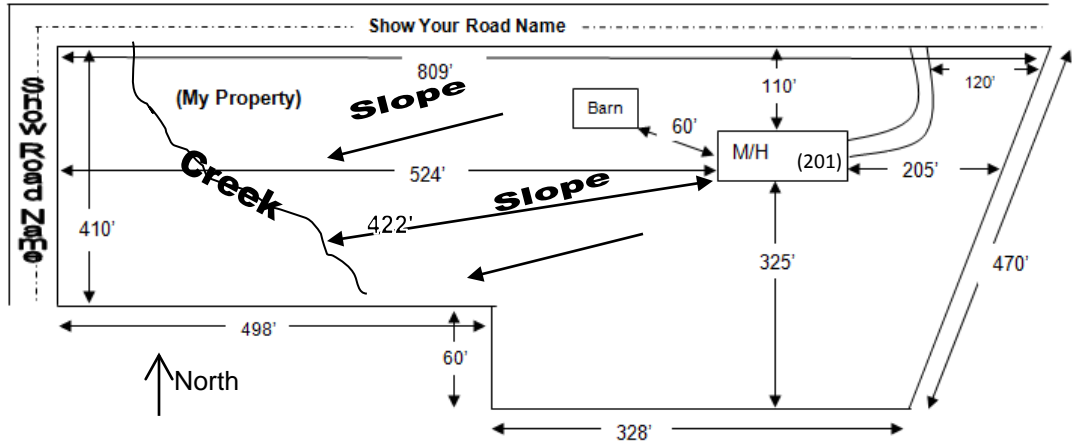 Show Your Road Name
Show Road Name
809'
(My Property)
Slope
Barn
110'
120'
60'
M/H (201)
Creek
524'
Slope
205'
410'
422'
325'
470'
498'
60'
North
328'